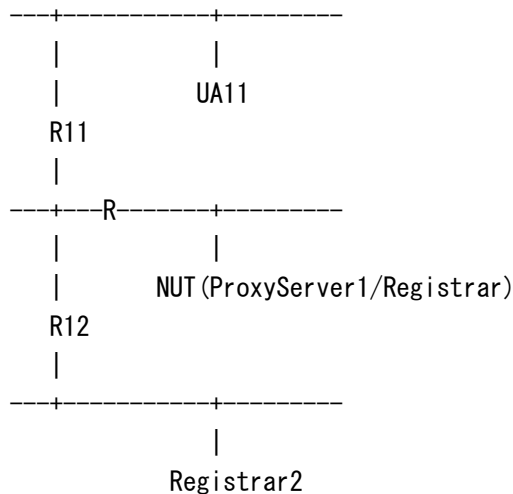 UA11
R11
R
NUT(ProxyServer1/Registrar)
R12
Registrar2